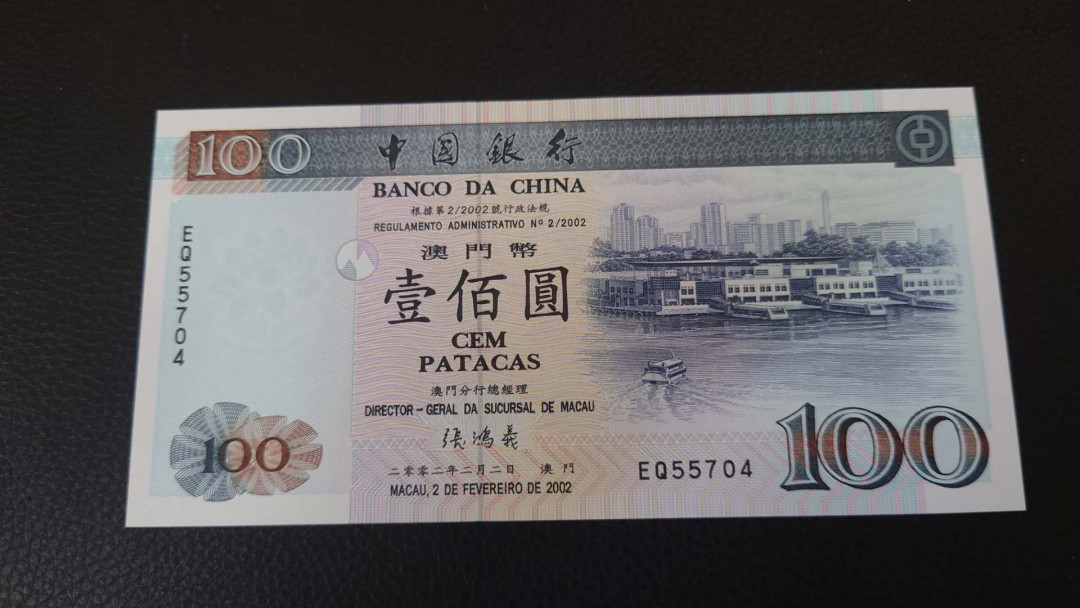 100 中國銀行
BANCO DA CHINA
根據第2/2002號行政法規
REGULAMENTO ADMINISTRATIVO Nº 2/2002
EQ55704
澳門幣
壹佰圓
CEM
PATACAS
澳門分行總經理
DIRECTOR-GERAL DA SUCURSAL DE MACAU
張鴻義
100
二零零二年二月二日 澳門
MACAU, 2 DE FEVEREIRO DE 2002
EQ55704
100